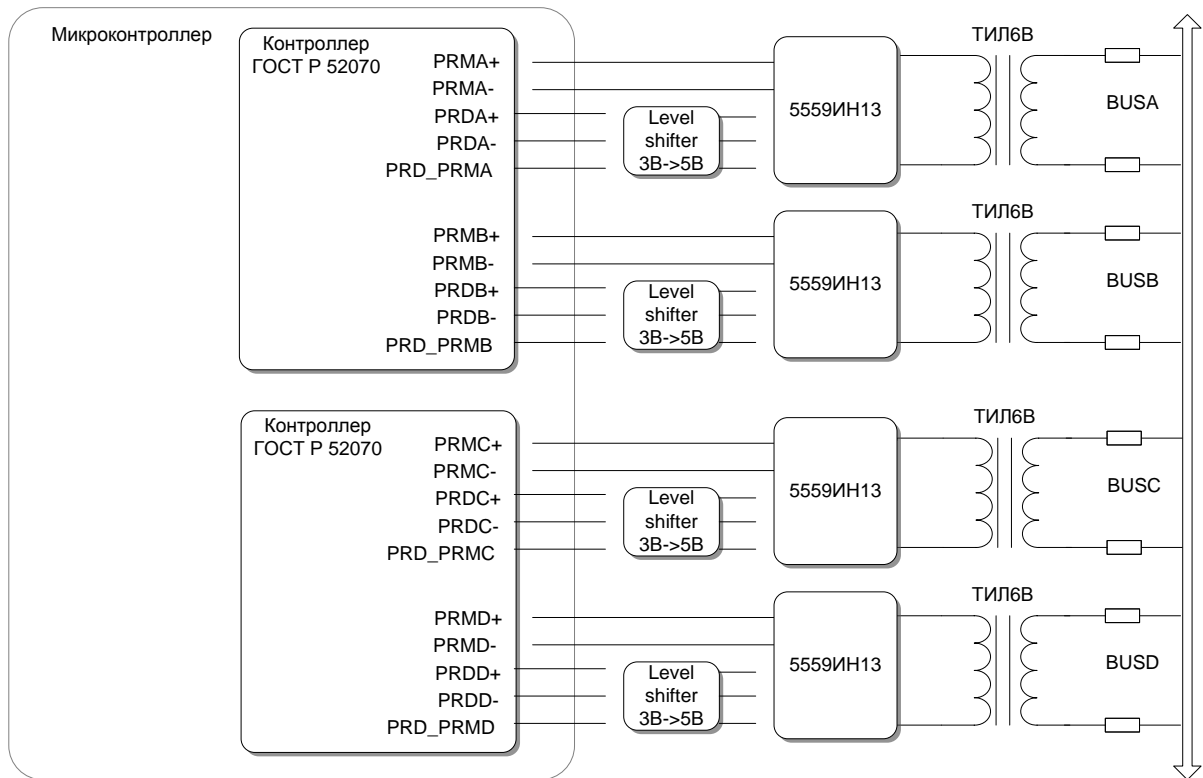 Микроконтроллер
Контроллер
ГОСТ Р 52070
PRMA+
PRMA-
PRDA+
PRDA-
PRD_PRMA
PRMB+
PRMB-
PRDB+
PRDB-
PRD_PRMB
Level
shifter
3В->5В
Level
shifter
3В->5В
5559ИН13
5559ИН13
ТИЛ6В
BUSA
ТИЛ6В
BUSB
Контроллер
ГОСТ Р 52070
PRMC+
PRMC-
PRDC+
PRDC-
PRD_PRMC
PRMD+
PRMD-
PRDD+
PRDD-
PRD_PRMD
Level
shifter
3В->5В
Level
shifter
3В->5В
5559ИН13
5559ИН13
ТИЛ6В
BUSC
ТИЛ6В
BUSD